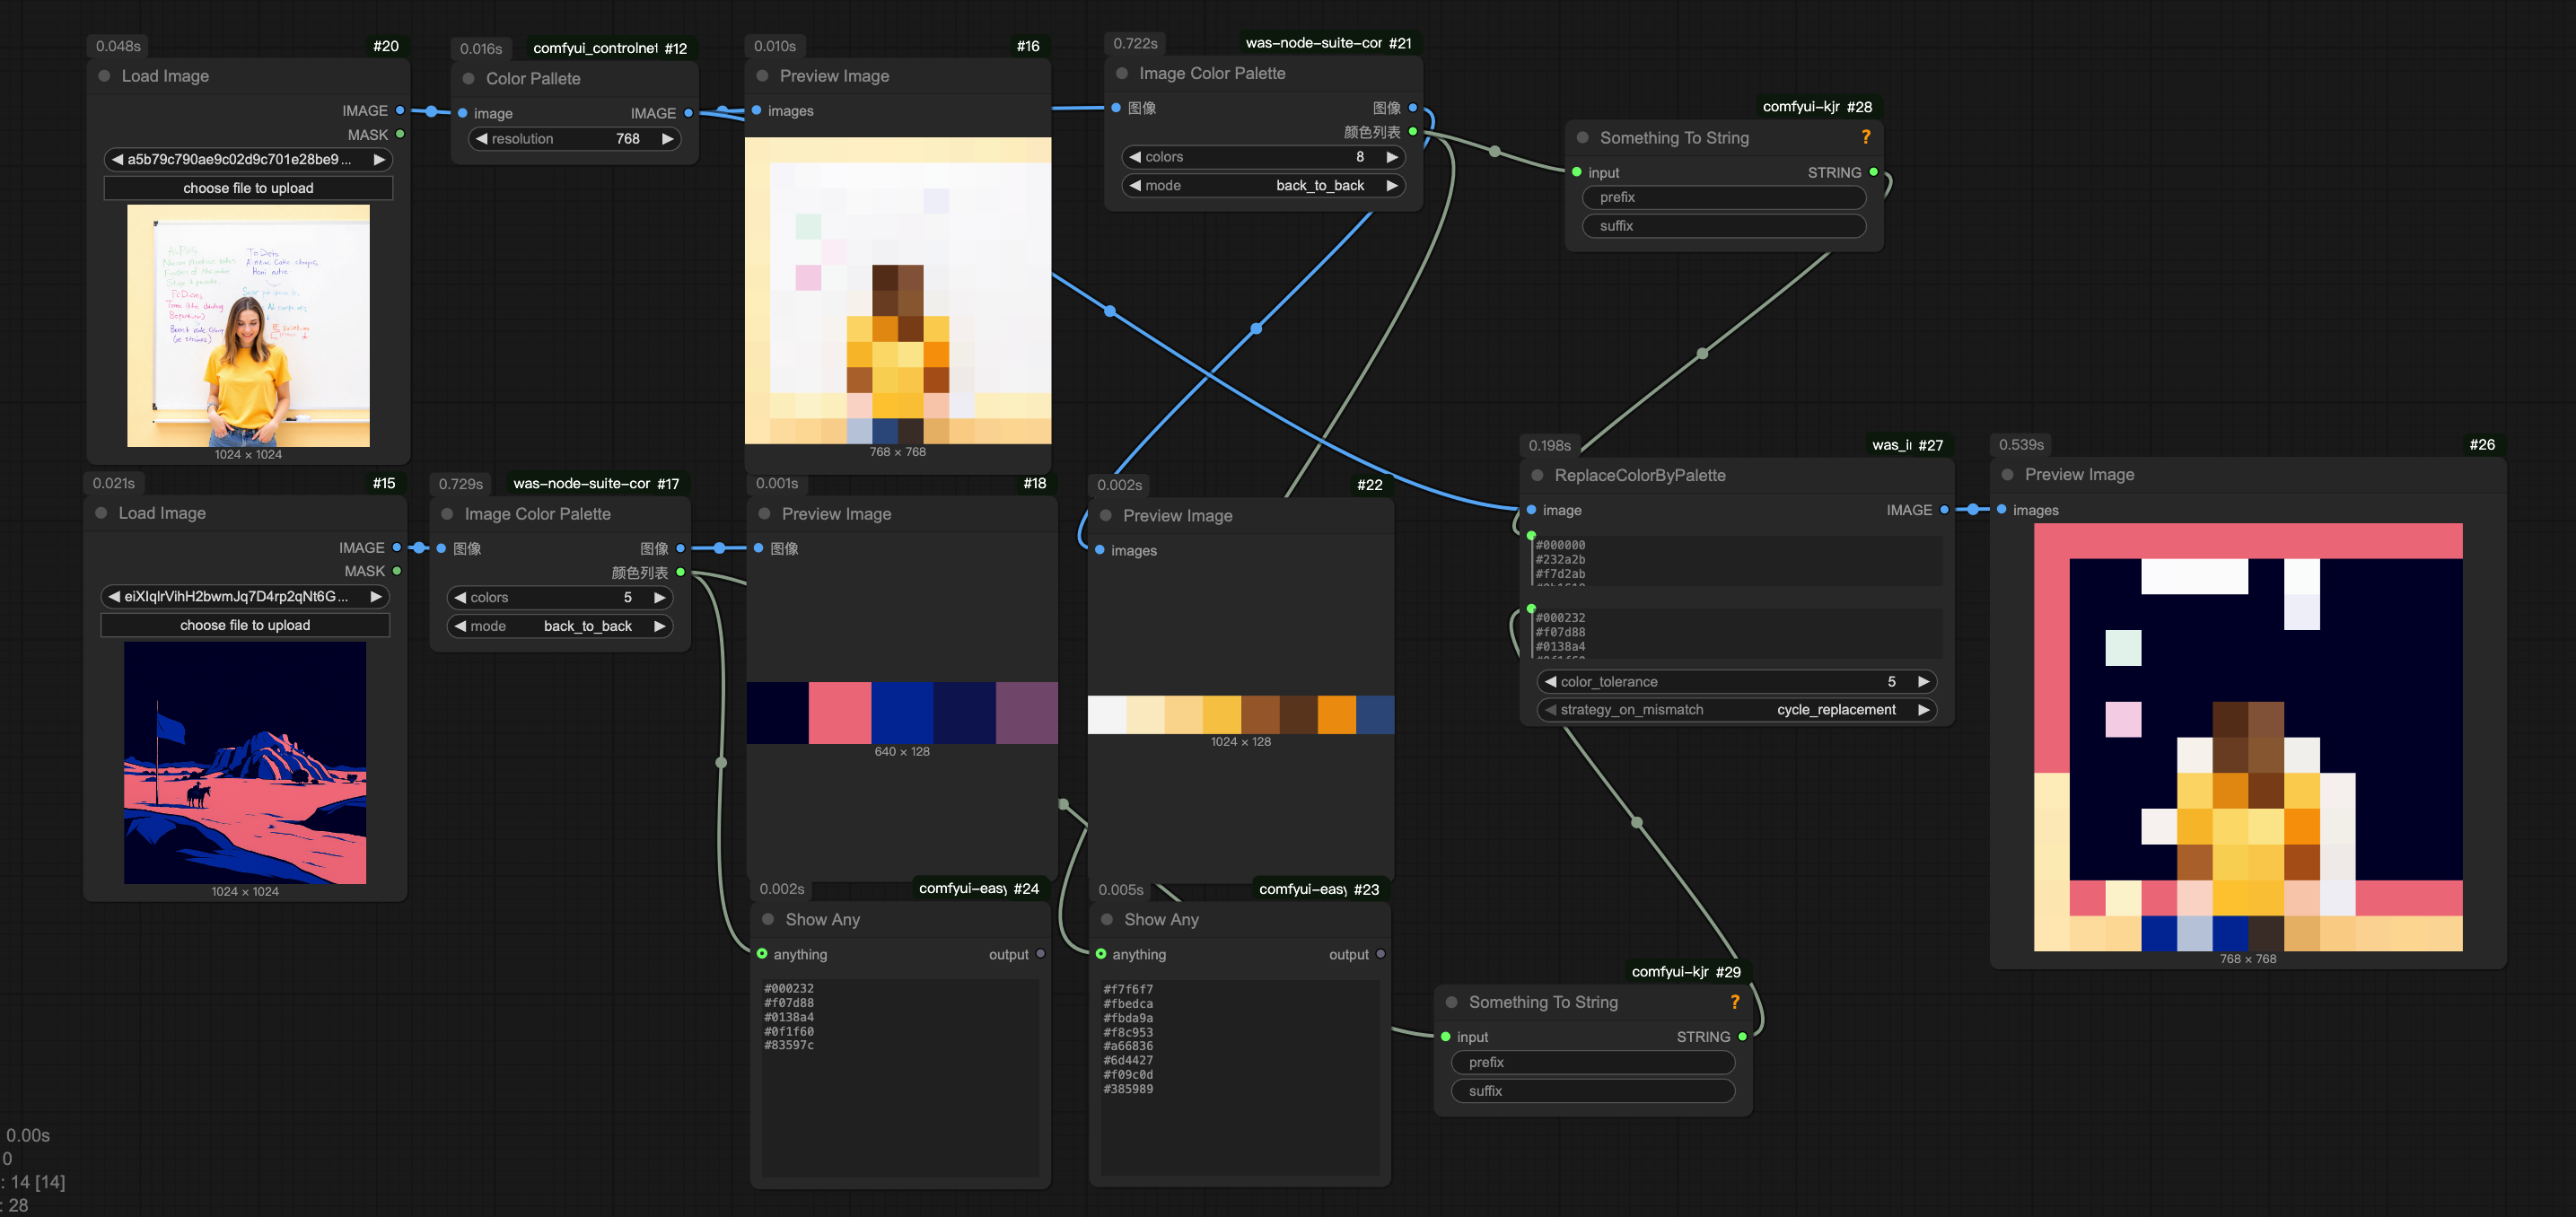 0.048s
#20
Load Image
IMAGE
MASK
a5b79c790ae9c02d9c701e28be9...
choose file to upload
1024 × 1024
0.016s
comfyui_controlnet #12
Color Pallete
image
IMAGE
resolution 768
0.010s
#16
Preview Image
images
768 × 768
0.722s
was-node-suite-cor #21
Image Color Palette
图像
图像
颜色列表
colors 8
mode back_to_back
comfyui-kjr #28
Something To String ?
input
STRING
prefix
suffix
0.021s
#15
Load Image
IMAGE
MASK
eiXIqlrVihH2bwmJq7D4rp2qNt6G...
choose file to upload
1024 × 1024
0.729s
was-node-suite-cor #17
Image Color Palette
图像
图像
颜色列表
colors 5
mode back_to_back
0.001s
#18
Preview Image
图像
640 × 128
0.002s
#22
Preview Image
images
1024 × 128
0.198s
was_i #27
ReplaceColorByPalette
image
IMAGE
#000000
#232a2b
#f7d2ab
#000232
#f07d88
#0138a4
color_tolerance 5
strategy_on_mismatch cycle_replacement
0.539s
#26
Preview Image
images
768 × 768
0.002s
comfyui-easy #24
Show Any
anything
output
#000232
#f07d88
#0138a4
#0f1f60
#83597c
0.005s
comfyui-easy #23
Show Any
anything
output
#f7f6f7
#fbedca
#fbda9a
#f8c953
#a66836
#6d4427
#f09c0d
#385989
comfyui-kjr #29
Something To String ?
input
STRING
prefix
suffix
0.00s
0
: 14 [14]
: 28